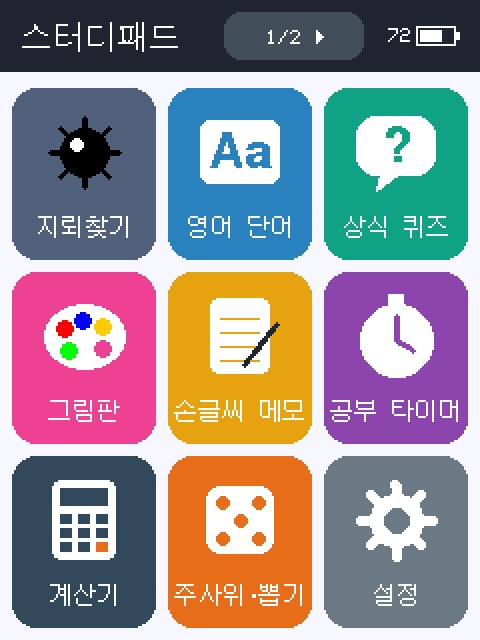 스터디패드 1/2 72
Aa ?
지뢰찾기 영어 단어 상식 퀴즈
그림판 손글씨 메모 공부 타이머
계산기 주사위·뽑기 설정